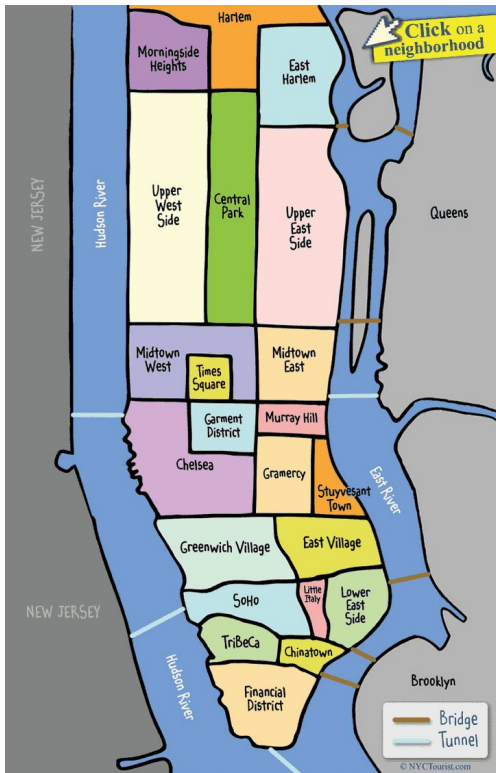 Harlem
Click on a
neighborhood
Morningside
Heights
East
Harlem
NEW JERSEY
Hudson River
Upper
West
Side
Central
Park
Upper
East
Side
Queens
Midtown
West
Times
Square
Midtown
East
Garment
District
Murray Hill
Chelsea
Gramercy
Stuyvesant
Town
East River
Greenwich Village
East Village
NEW JERSEY
SoHo
Little
Italy
Lower
East
Side
TriBeCa
Chinatown
Hudson River
Financial
District
Brooklyn
Bridge
Tunnel
© NYCTourist.com